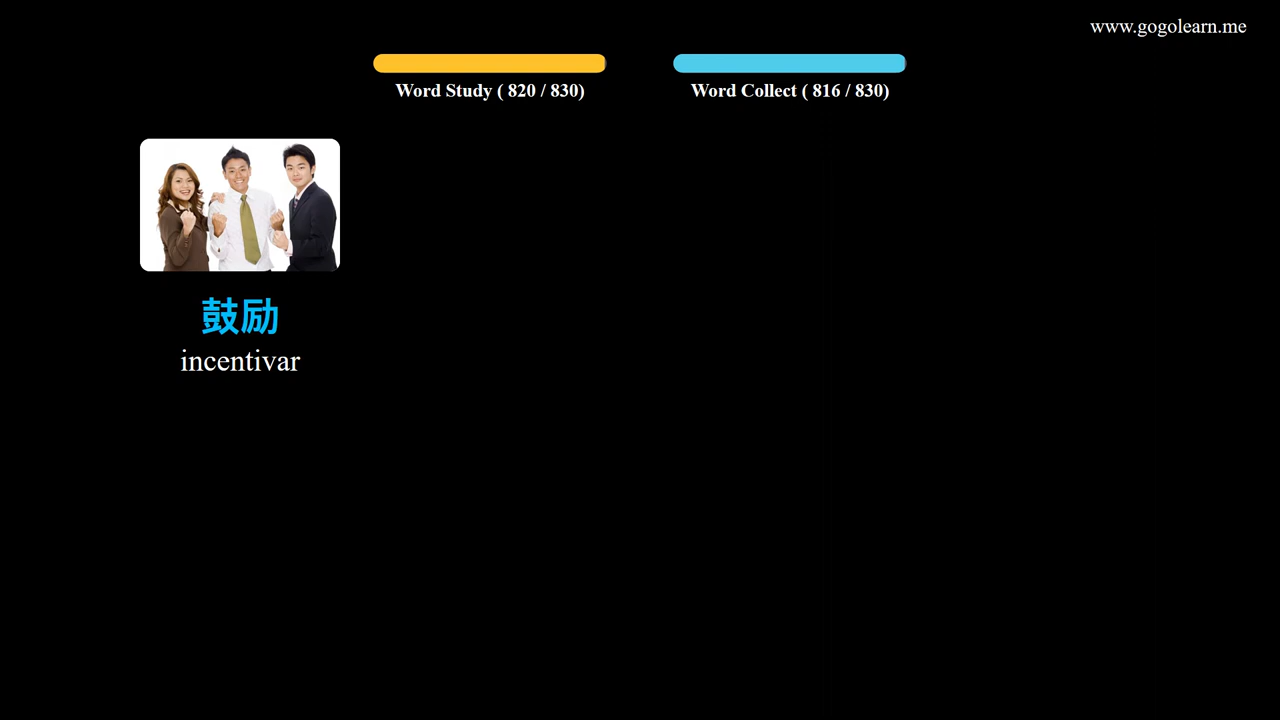 www.gogolearn.me
Word Study ( 820 / 830)
Word Collect ( 816 / 830)
鼓励
incentivar